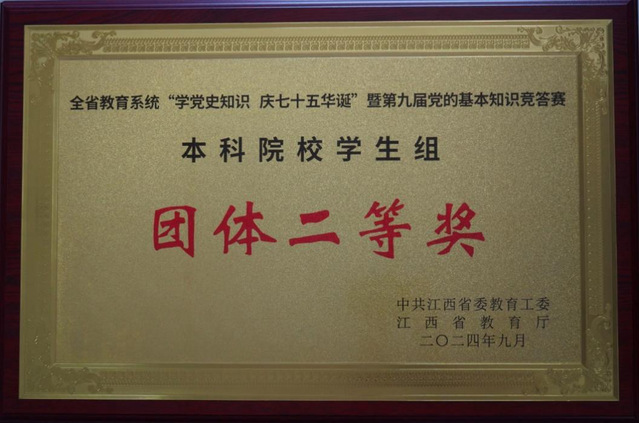 全省教育系统“学党史知识 庆七十五华诞”暨第九届党的基本知识竞答赛
本科院校学生组
团体二等奖
中共江西省委教育工委
江西省教育厅
二〇二四年九月